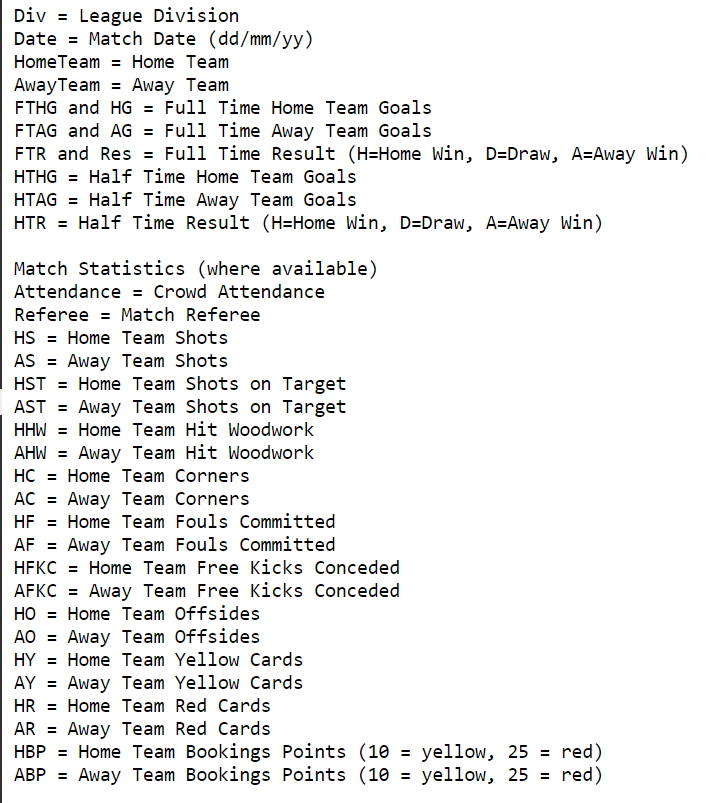 Div = League Division
Date = Match Date (dd/mm/yy)
HomeTeam = Home Team
AwayTeam = Away Team
FTHG and HG = Full Time Home Team Goals
FTAG and AG = Full Time Away Team Goals
FTR and Res = Full Time Result (H=Home Win, D=Draw, A=Away Win)
HTHG = Half Time Home Team Goals
HTAG = Half Time Away Team Goals
HTR = Half Time Result (H=Home Win, D=Draw, A=Away Win)

Match Statistics (where available)
Attendance = Crowd Attendance
Referee = Match Referee
HS = Home Team Shots
AS = Away Team Shots
HST = Home Team Shots on Target
AST = Away Team Shots on Target
HHW = Home Team Hit Woodwork
AHW = Away Team Hit Woodwork
HC = Home Team Corners
AC = Away Team Corners
HF = Home Team Fouls Committed
AF = Away Team Fouls Committed
HFKC = Home Team Free Kicks Conceded
AFKC = Away Team Free Kicks Conceded
HO = Home Team Offsides
AO = Away Team Offsides
HY = Home Team Yellow Cards
AY = Away Team Yellow Cards
HR = Home Team Red Cards
AR = Away Team Red Cards
HBP = Home Team Bookings Points (10 = yellow, 25 = red)
ABP = Away Team Bookings Points (10 = yellow, 25 = red)